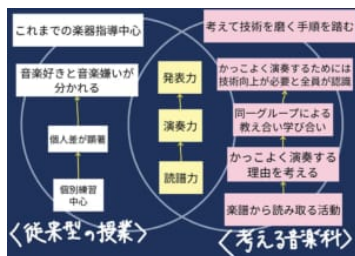 これまでの楽器指導中心
音楽好きと音楽嫌いが
分かれる
個人差が顕著
個別練習
中心
〈従来型の授業〉
発表力
演奏力
読譜力
考えて技術を磨く手順を踏む
かっこよく演奏するためには
技術向上が必要と全員が認識
同一グループによる
教え合い学び合い
かっこよく演奏する
理由を考える
楽譜から読み取る活動
〈考える音楽科〉